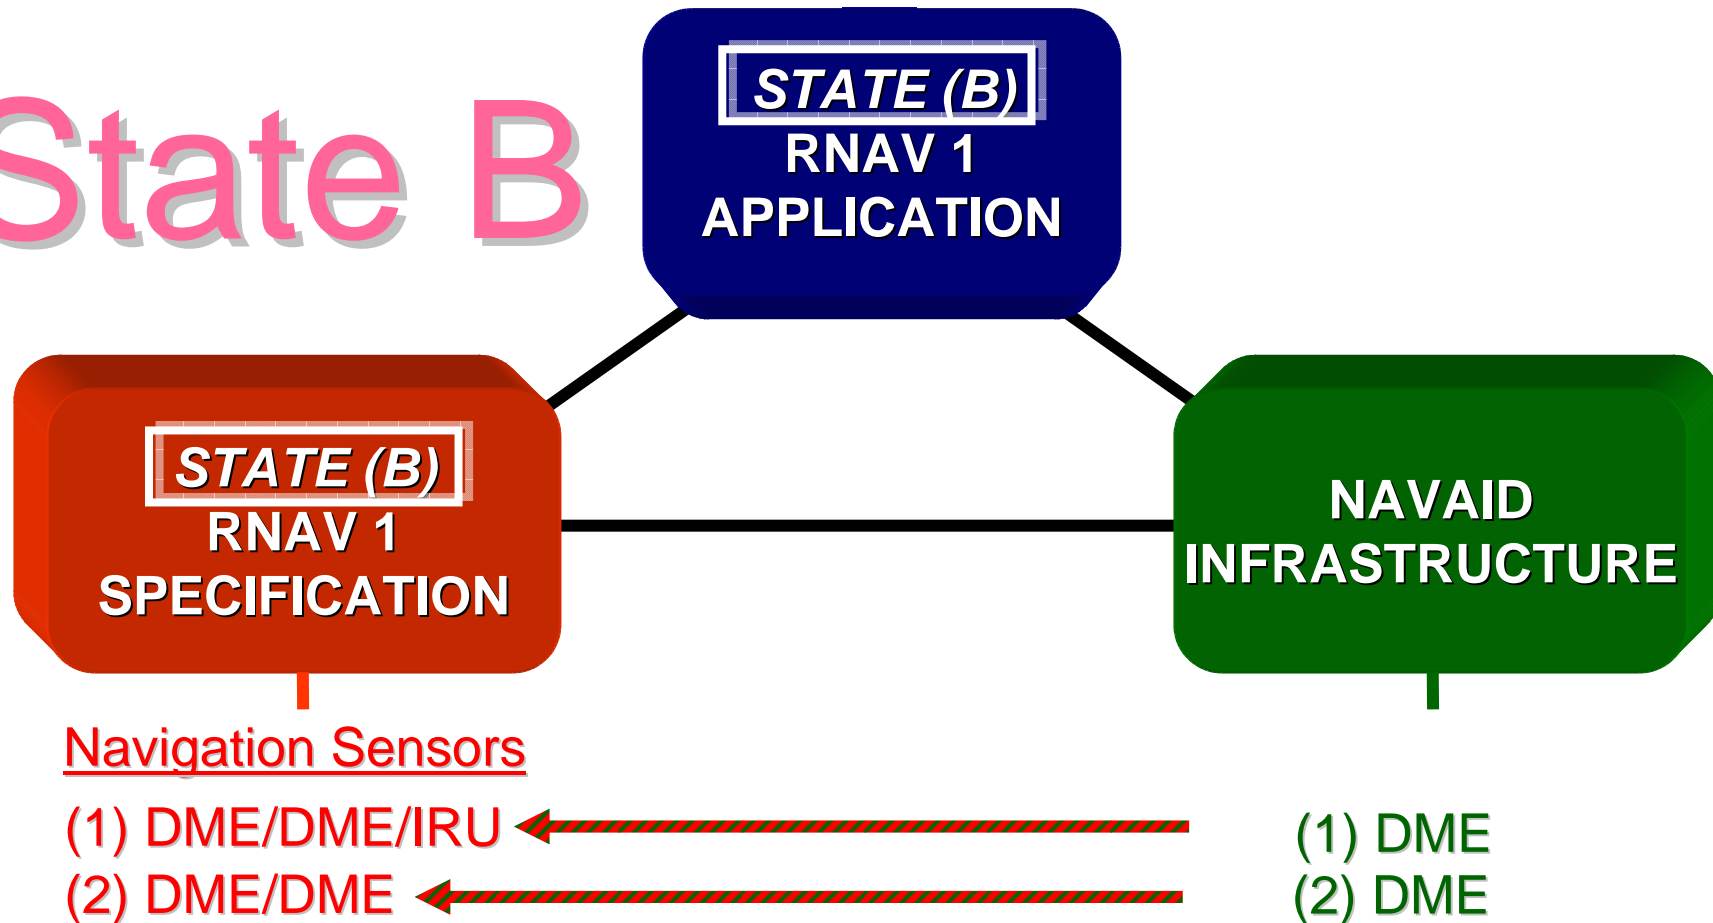 State B
STATE (B)
RNAV 1
APPLICATION
STATE (B)
RNAV 1
SPECIFICATION
NAVAID
INFRASTRUCTURE
Navigation Sensors
(1) DME/DME/IRU
(1) DME
(2) DME/DME
(2) DME